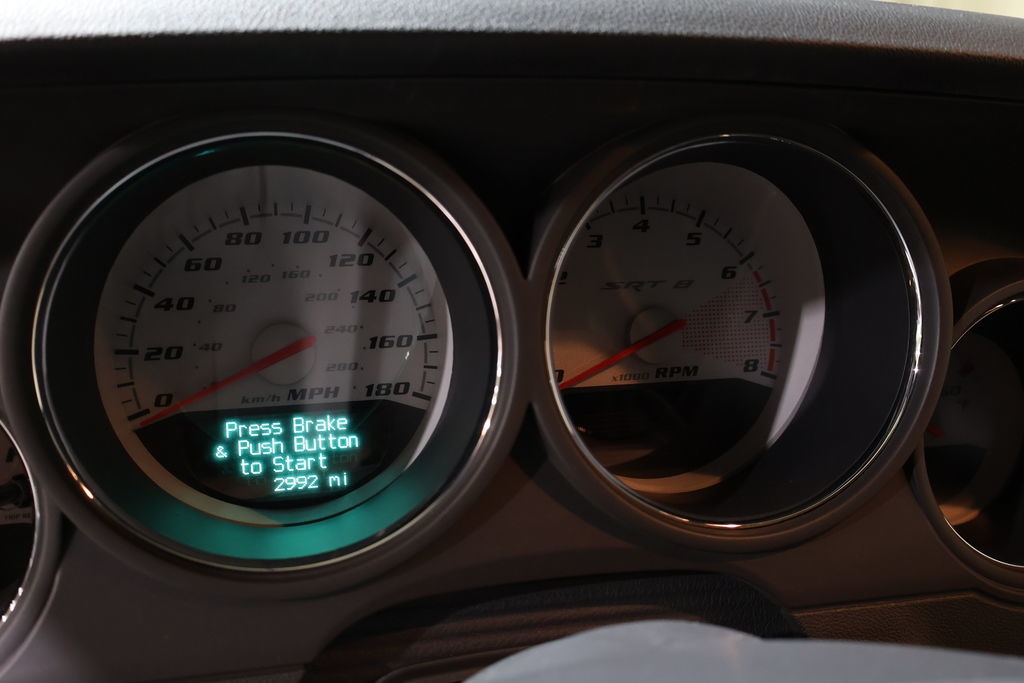 0 20 40 60 80 100 120 140 160 180
40 80 120 160 200 240 280
km/h MPH
Press Brake
& Push Button
to Start
2992 mi
3 4 5 6 7 8
SRT 8
x1000 RPM
TRIP